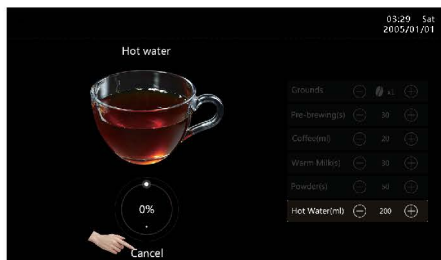 03:29 Sat
2005/01/01
Hot water
Grounds x1
Pre-brewing(s) 30
Coffee(ml) 20
Warm Milk(s) 30
Powder(s) 50
Hot Water(ml) 200
0%
Cancel